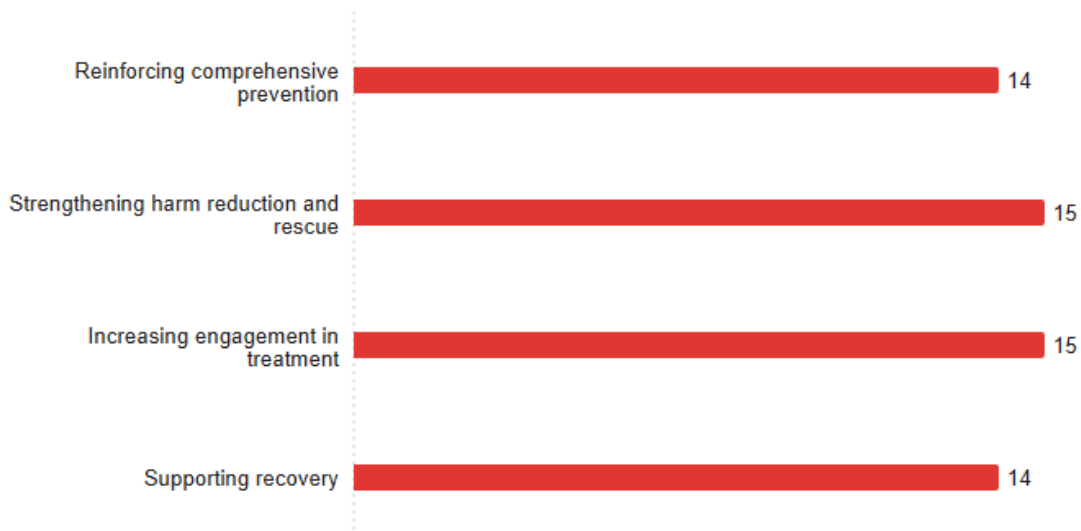 Reinforcing comprehensive
prevention
14
Strengthening harm reduction and
rescue
15
Increasing engagement in
treatment
15
Supporting recovery
14